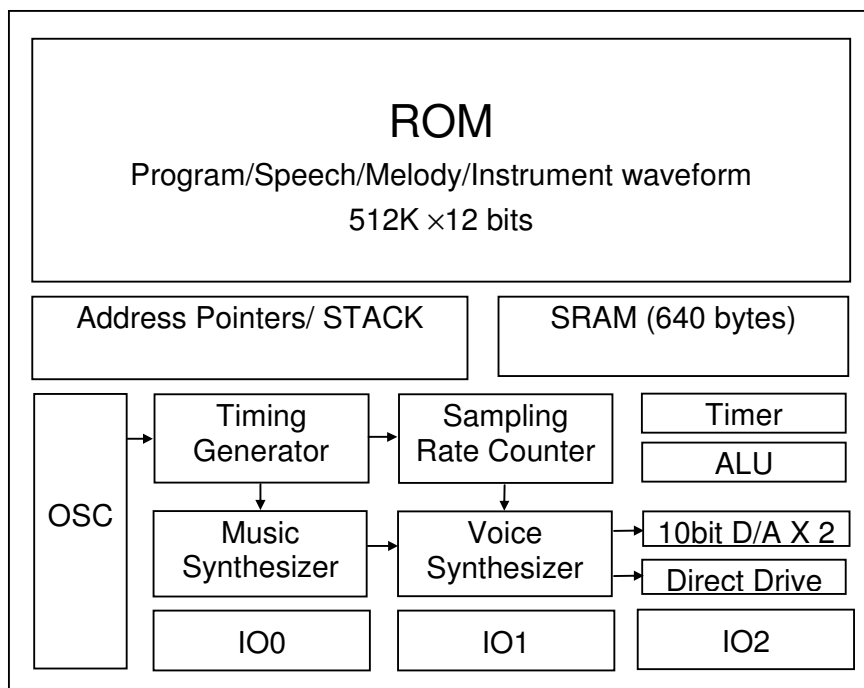 ROM
Program/Speech/Melody/Instrument waveform
512K ×12 bits
Address Pointers/ STACK
SRAM (640 bytes)
OSC
Timing
Generator
Sampling
Rate Counter
Timer
ALU
Music
Synthesizer
Voice
Synthesizer
10bit D/A X 2
Direct Drive
IO0
IO1
IO2